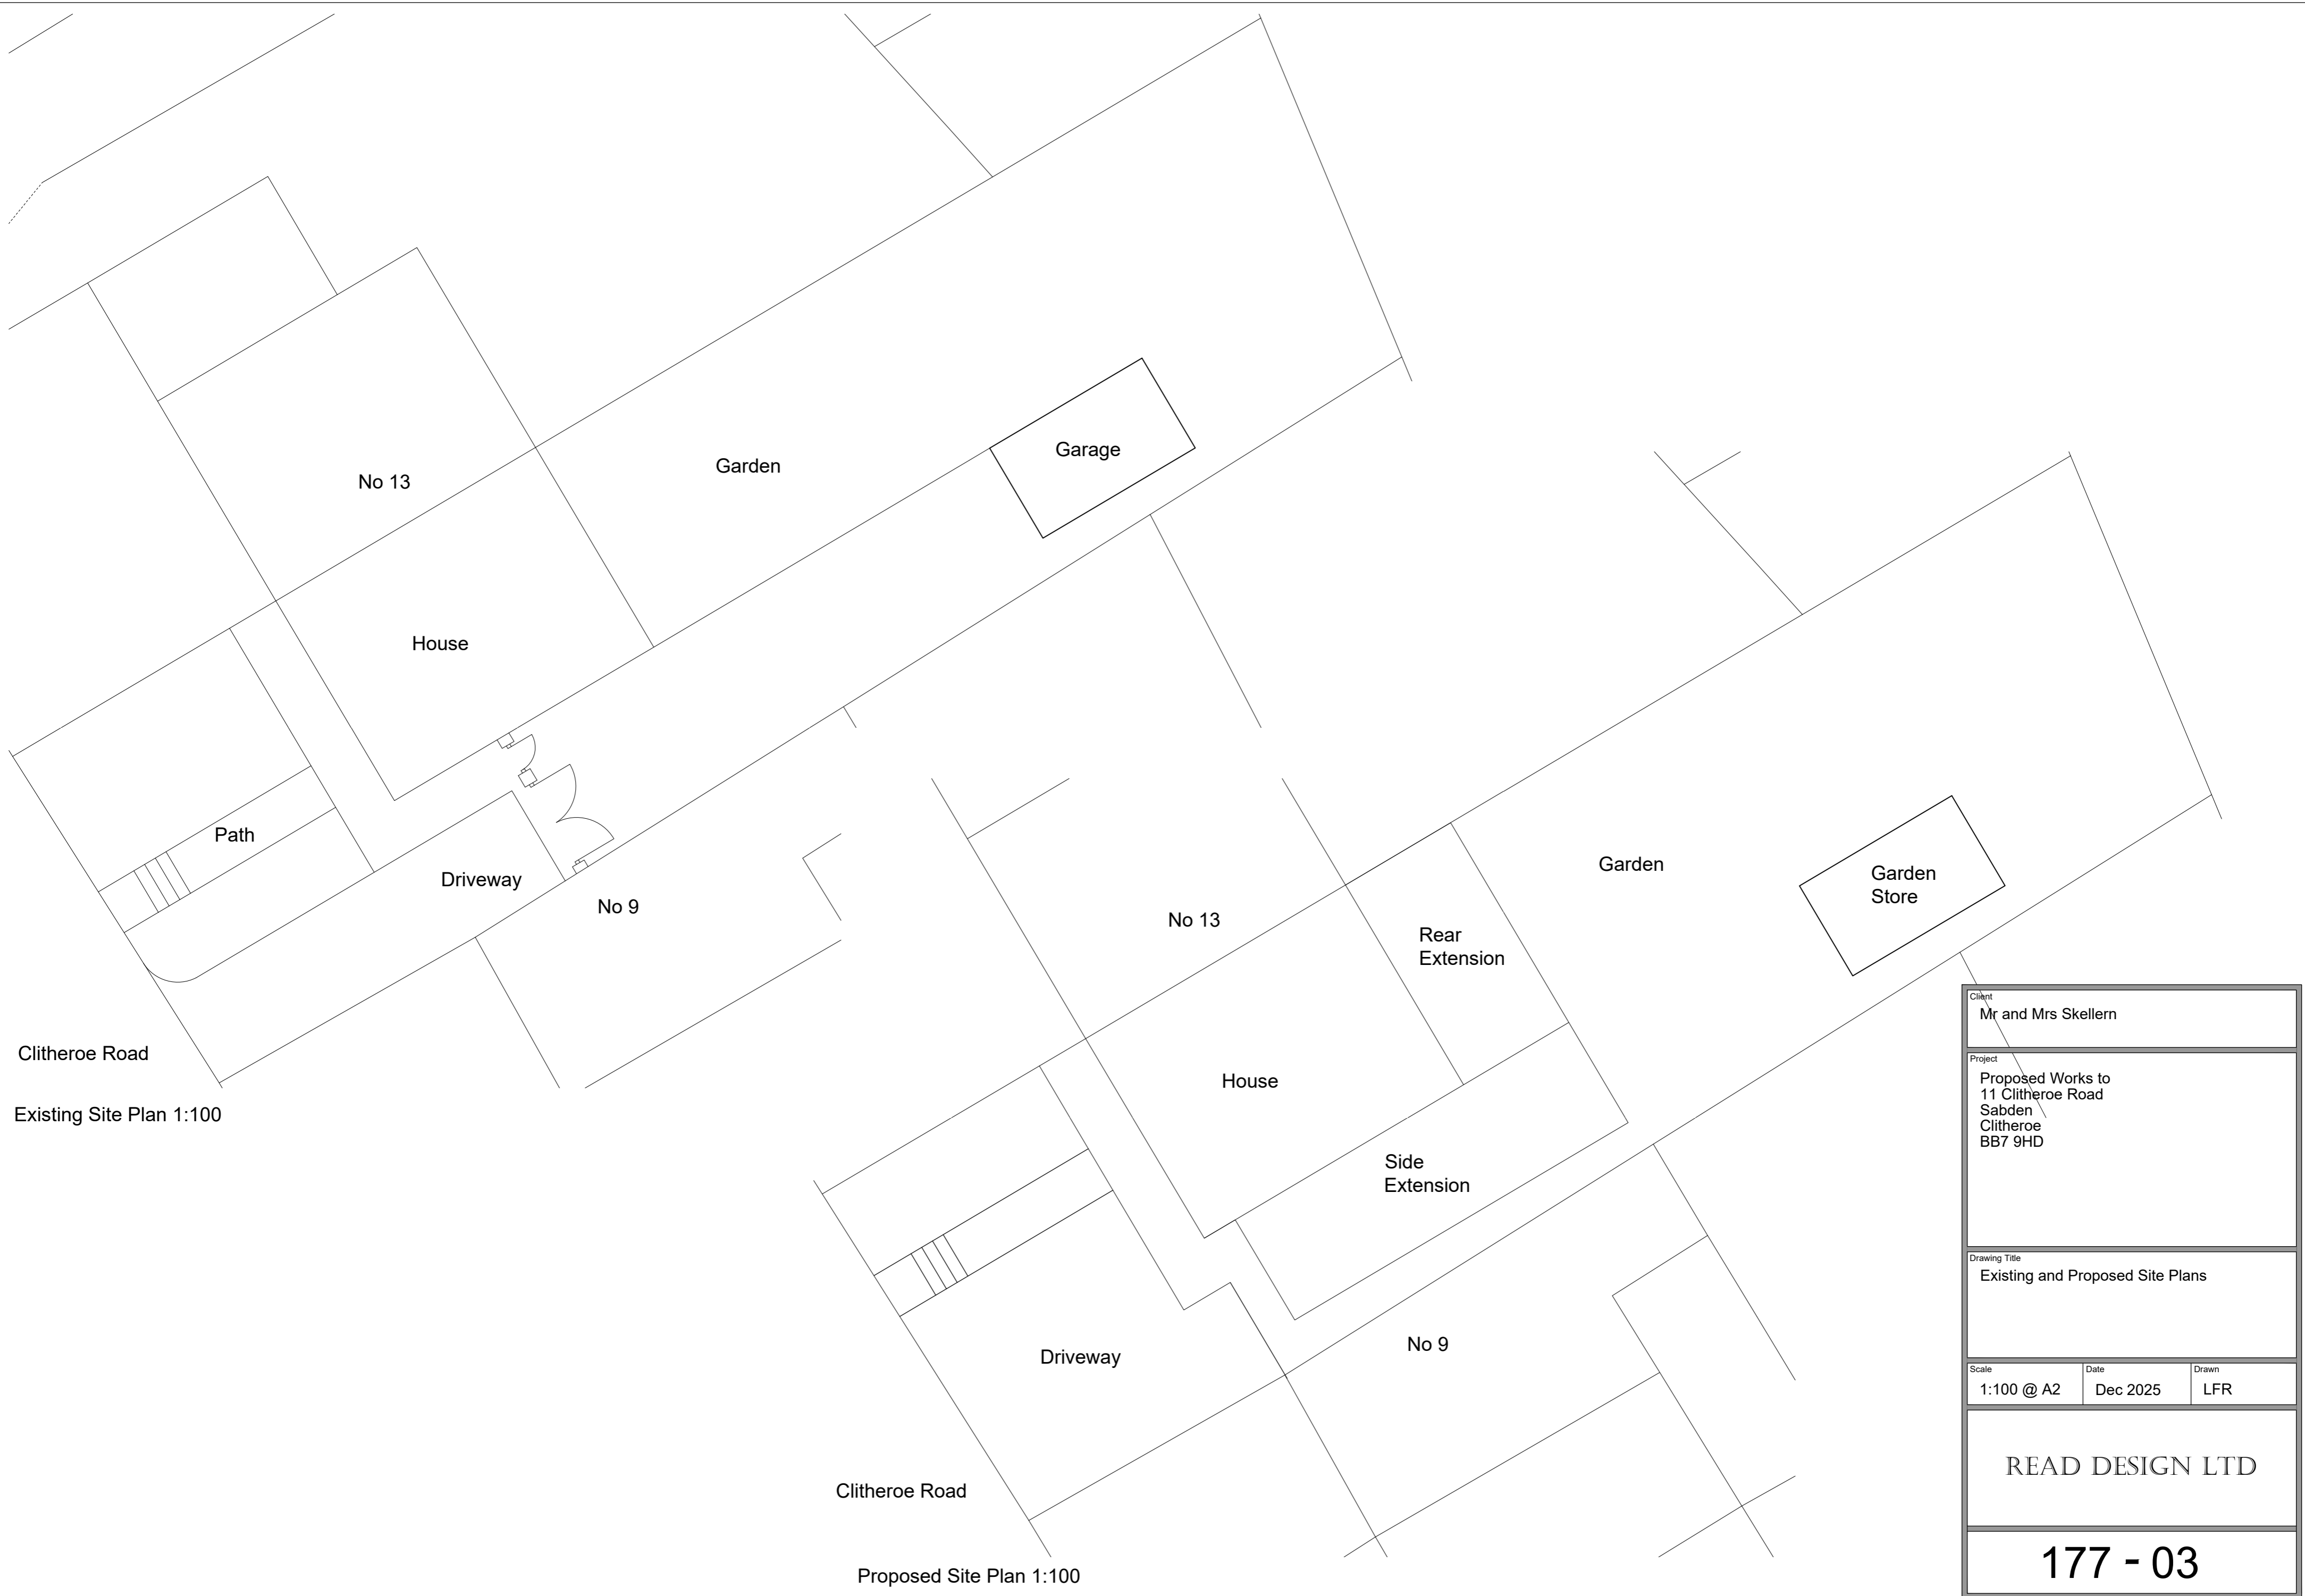 No 13
Garden
Garage
House
Path
Driveway
No 9
Clitheroe Road
Existing Site Plan 1:100
No 13
Garden
Garden
Store
Rear
Extension
House
Side
Extension
Driveway
No 9
Clitheroe Road
Proposed Site Plan 1:100
Client
Mr and Mrs Skellern
Project
Proposed Works to
11 Clitheroe Road
Sabden
Clitheroe
BB7 9HD
Drawing Title
Existing and Proposed Site Plans
Scale
1:100 @ A2
Date
Dec 2025
Drawn
LFR
READ DESIGN LTD
177 - 03